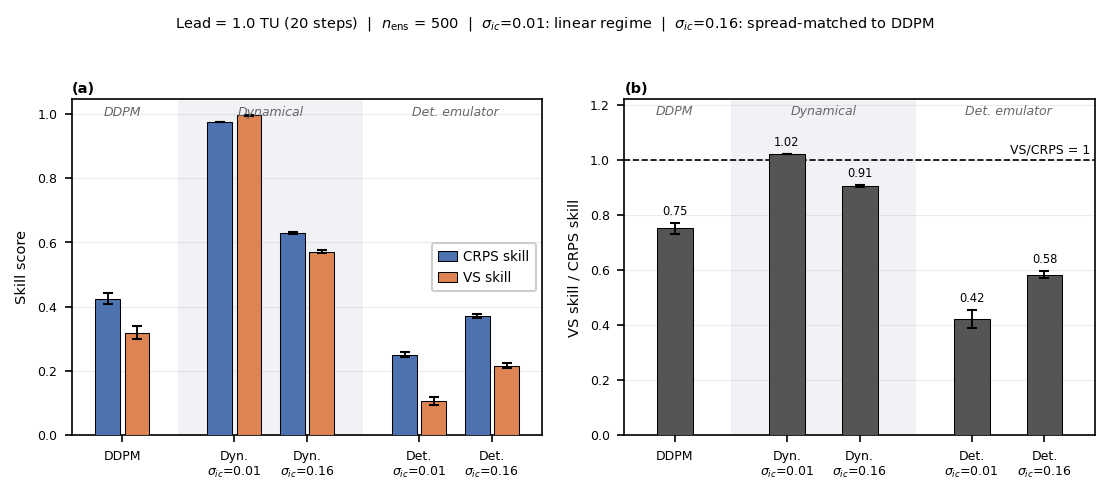 Lead = 1.0 TU (20 steps) | n_ens = 500 | σ_ic=0.01: linear regime | σ_ic=0.16: spread-matched to DDPM
(a)
DDPM
Dynamical
Det. emulator
Skill score
1.0
0.8
0.6
0.4
0.2
0.0
CRPS skill
VS skill
DDPM
Dyn.
σ_ic=0.01
Dyn.
σ_ic=0.16
Det.
σ_ic=0.01
Det.
σ_ic=0.16
(b)
DDPM
Dynamical
Det. emulator
VS skill / CRPS skill
1.2
1.0
0.8
0.6
0.4
0.2
0.0
VS/CRPS = 1
0.75
1.02
0.91
0.42
0.58
DDPM
Dyn.
σ_ic=0.01
Dyn.
σ_ic=0.16
Det.
σ_ic=0.01
Det.
σ_ic=0.16